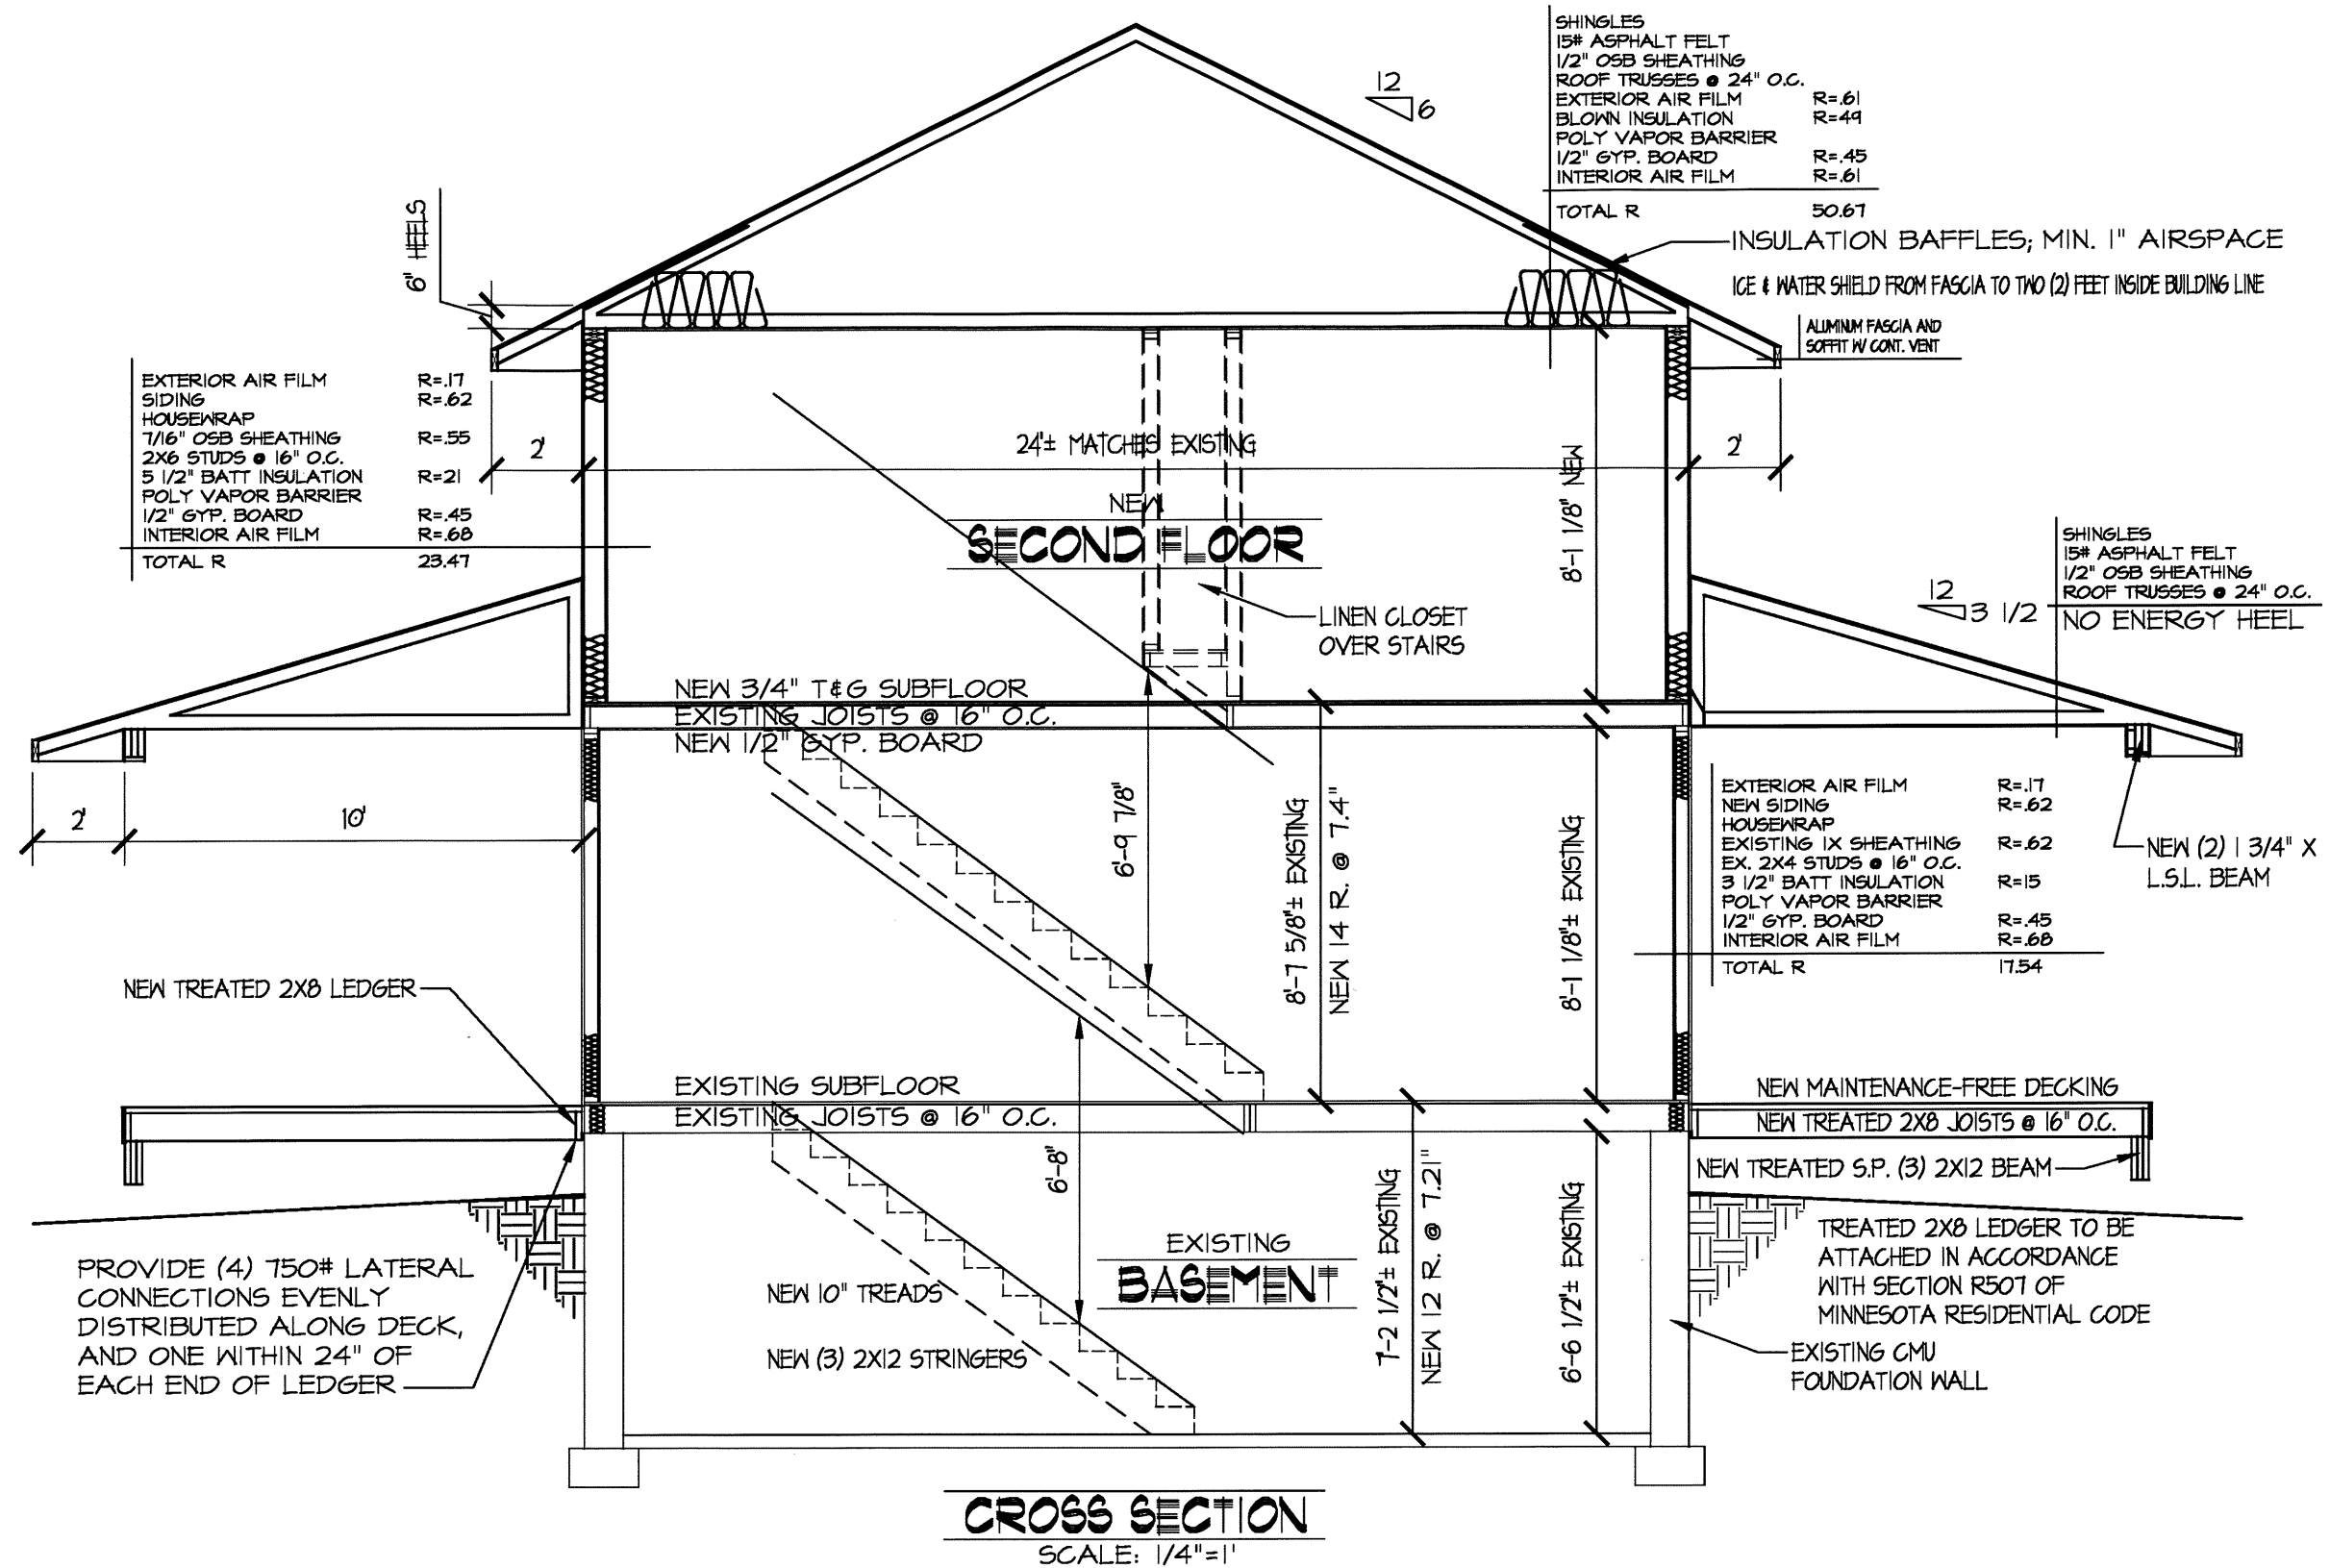 SHINGLES
15# ASPHALT FELT
1/2" OSB SHEATHING
ROOF TRUSSES @ 24" O.C.
EXTERIOR AIR FILM R=.61
BLOWN INSULATION R=49
POLY VAPOR BARRIER
1/2" GYP. BOARD R=.45
INTERIOR AIR FILM R=.61
TOTAL R 50.67
12
6
INSULATION BAFFLES; MIN. 1" AIRSPACE
ICE & WATER SHIELD FROM FASCIA TO TWO (2) FEET INSIDE BUILDING LINE
ALUMINUM FASCIA AND
SOFFIT W/ CONT. VENT
6" HEELS
EXTERIOR AIR FILM R=.17
SIDING R=.62
HOUSEWRAP
7/16" OSB SHEATHING R=.55
2X6 STUDS @ 16" O.C.
5 1/2" BATT INSULATION R=21
POLY VAPOR BARRIER
1/2" GYP. BOARD R=.45
INTERIOR AIR FILM R=.68
TOTAL R 23.47
2'
24'± MATCHES EXISTING
2'
8'-1 1/8" NEW
NEW
SECOND FLOOR
LINEN CLOSET
OVER STAIRS
12
3 1/2
SHINGLES
15# ASPHALT FELT
1/2" OSB SHEATHING
ROOF TRUSSES @ 24" O.C.
NO ENERGY HEEL
NEW 3/4" T&G SUBFLOOR
EXISTING JOISTS @ 16" O.C.
NEW 1/2" GYP. BOARD
2'
10'
6'-9 7/8"
8'-7 5/8"± EXISTING
NEW 14 R. @ 7.4"
8'-1 1/8"± EXISTING
EXTERIOR AIR FILM R=.17
NEW SIDING R=.62
HOUSEWRAP
EXISTING 1X SHEATHING R=.62
EX. 2X4 STUDS @ 16" O.C.
3 1/2" BATT INSULATION R=15
POLY VAPOR BARRIER
1/2" GYP. BOARD R=.45
INTERIOR AIR FILM R=.68
TOTAL R 17.54
NEW (2) 1 3/4" X
L.S.L. BEAM
NEW TREATED 2X8 LEDGER
EXISTING SUBFLOOR
EXISTING JOISTS @ 16" O.C.
NEW MAINTENANCE-FREE DECKING
NEW TREATED 2X8 JOISTS @ 16" O.C.
NEW TREATED S.P. (3) 2X12 BEAM
6'-8"
7'-2 1/2"± EXISTING
NEW 12 R. @ 7.21"
6'-6 1/2"± EXISTING
EXISTING
BASEMENT
NEW 10" TREADS
NEW (3) 2X12 STRINGERS
PROVIDE (4) 750# LATERAL
CONNECTIONS EVENLY
DISTRIBUTED ALONG DECK,
AND ONE WITHIN 24" OF
EACH END OF LEDGER
TREATED 2X8 LEDGER TO BE
ATTACHED IN ACCORDANCE
WITH SECTION R507 OF
MINNESOTA RESIDENTIAL CODE
EXISTING CMU
FOUNDATION WALL
CROSS SECTION
SCALE: 1/4"=1'